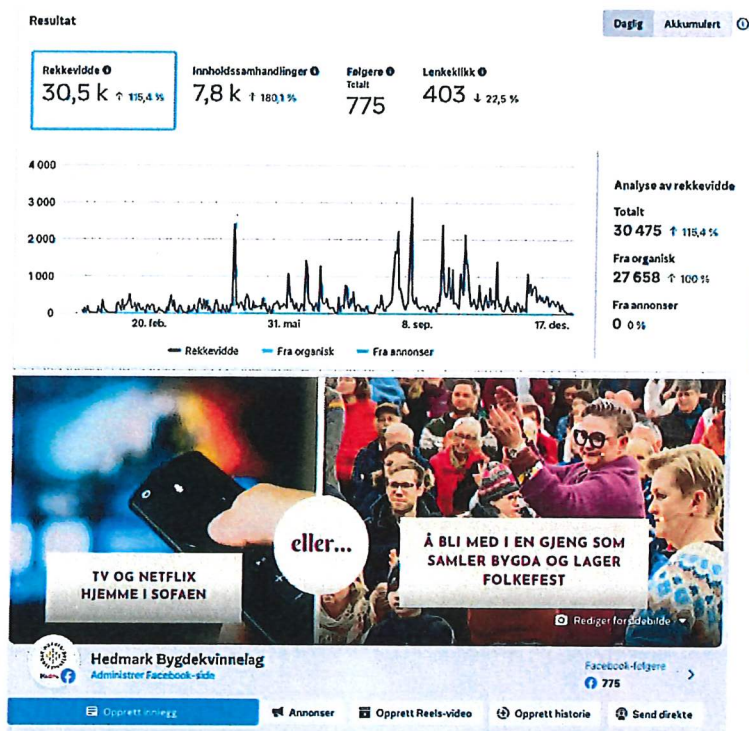 Resultat
Daglig Akkumulert
Rekkevidde
30,5 k ↑ 115,4 %
Innholdssamhandlinger
7,8 k ↑ 180,1 %
Følgere
Totalt
775
Lenkeklikk
403 ↓ 22,5 %
4 000
3 000
2 000
1 000
0
20. feb. 31. mai 8. sep. 17. des.
Rekkevidde Fra organisk Fra annonser
Analyse av rekkevidde
Totalt
30 475 ↑ 115,4 %
Fra organisk
27 658 ↑ 100 %
Fra annonser
0 0 %
TV OG NETFLIX
HJEMME I SOFAEN
eller...
Å BLI MED I EN GJENG SOM
SAMLER BYGDA OG LAGER
FOLKEFEST
Rediger forsidebilde
Hedmark Bygdekvinnelag
Administrer Facebook-side
Facebook-følgere
775
Opprett innlegg
Annonser
Opprett Reels-video
Opprett historie
Send direkte